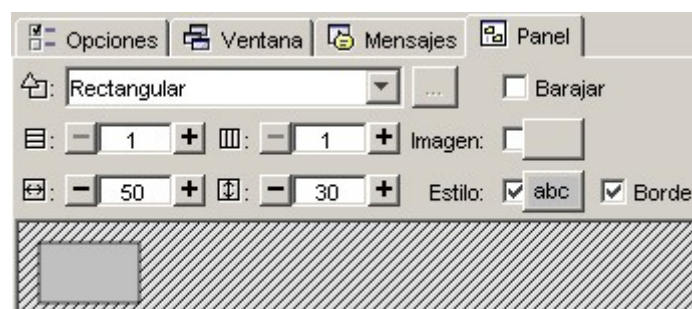 Opciones Ventana Mensajes Panel
: Rectangular ... Barajar
: - 1 + : - 1 + Imagen:
: - 50 + : - 30 + Estilo: abc Borde